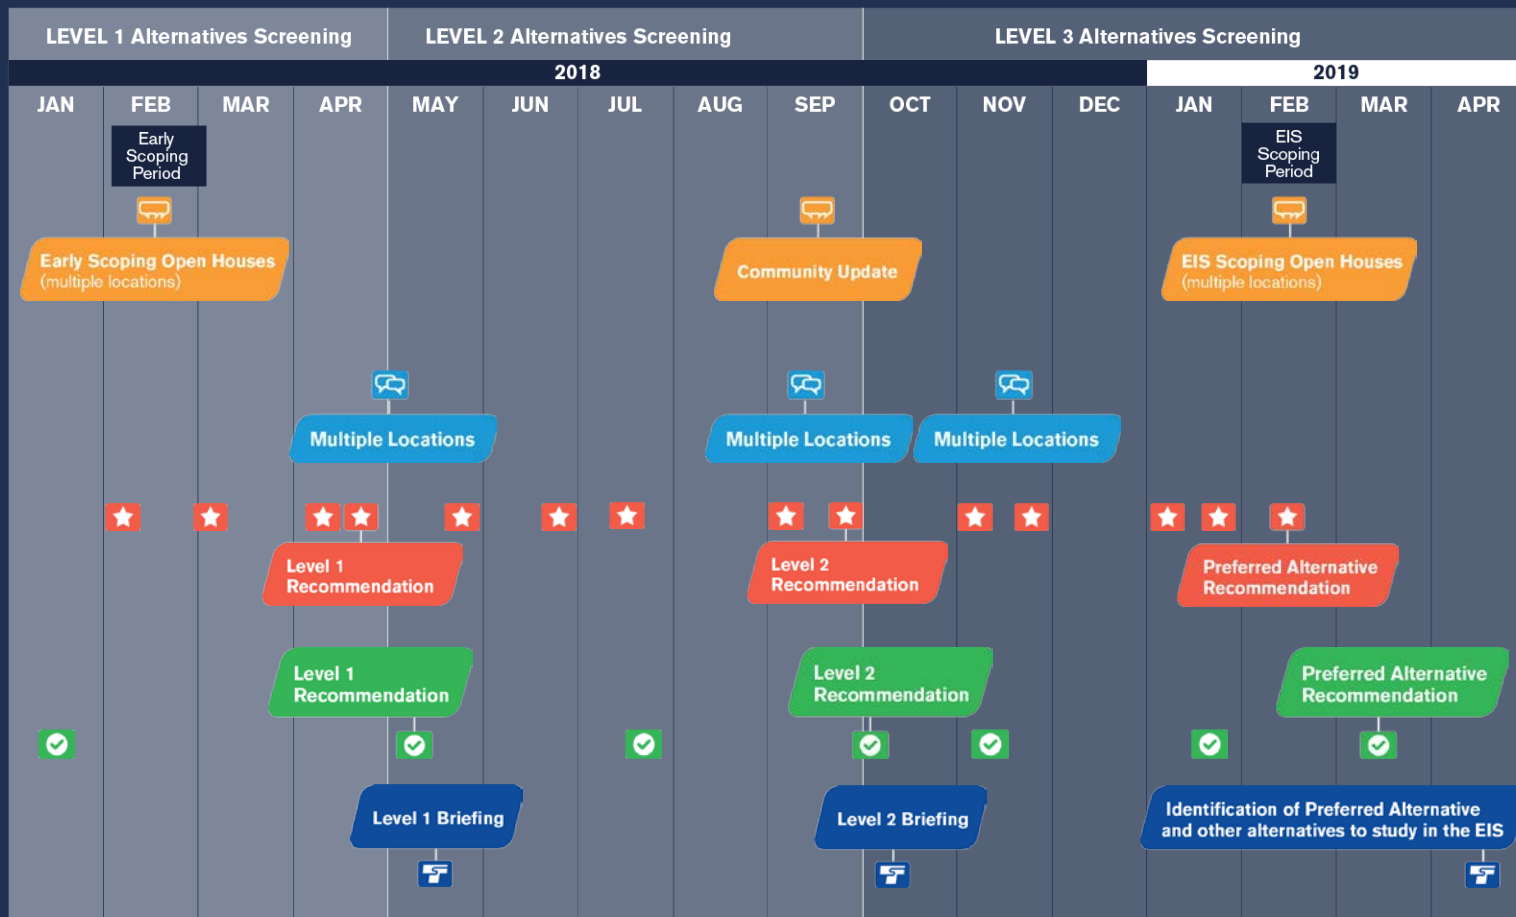 LEVEL 1 Alternatives Screening
LEVEL 2 Alternatives Screening
LEVEL 3 Alternatives Screening
2018
2019
JAN
FEB
MAR
APR
MAY
JUN
JUL
AUG
SEP
OCT
NOV
DEC
JAN
FEB
MAR
APR
Early
Scoping
Period
EIS
Scoping
Period
Early Scoping Open Houses
(multiple locations)
Community Update
EIS Scoping Open Houses
(multiple locations)
Multiple Locations
Multiple Locations
Multiple Locations
Level 1
Recommendation
Level 2
Recommendation
Preferred Alternative
Recommendation
Level 1
Recommendation
Level 2
Recommendation
Preferred Alternative
Recommendation
Level 1 Briefing
Level 2 Briefing
Identification of Preferred Alternative
and other alternatives to study in the EIS